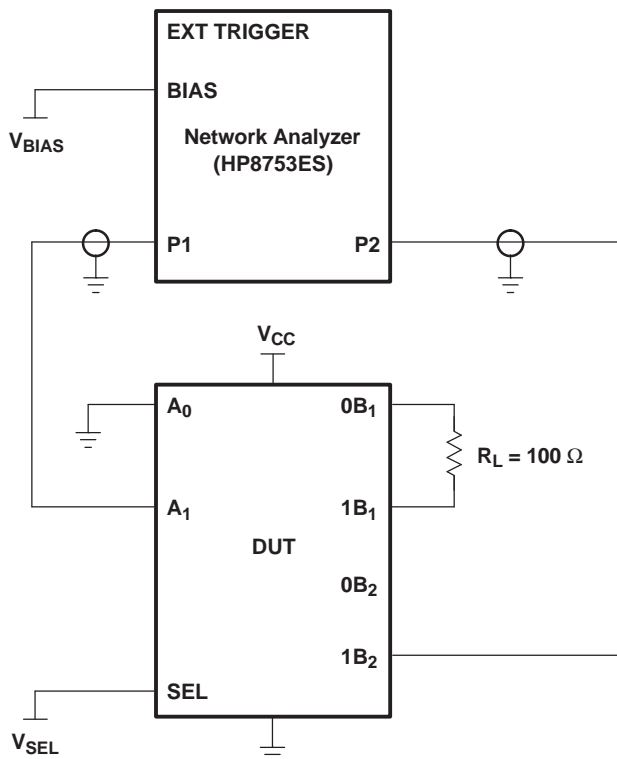 EXT TRIGGER
BIAS
V_BIAS
Network Analyzer
(HP8753ES)
P1
P2
V_CC
A_0
0B_1
R_L = 100 Ω
A_1
1B_1
DUT
0B_2
1B_2
SEL
V_SEL